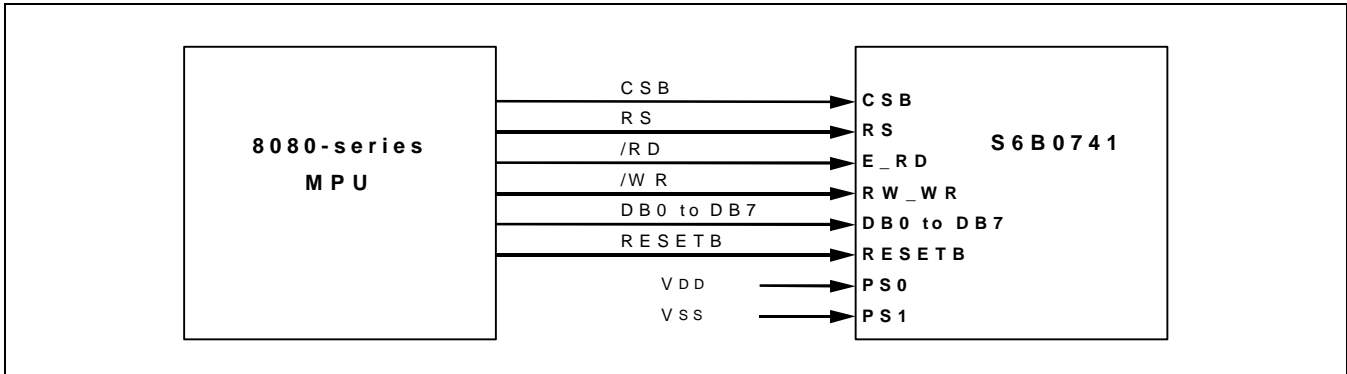 8080-series
MPU
CSB
RS
/RD
/WR
DB0 to DB7
RESETB
VDD
VSS
CSB
RS
E_RD
RW_WR
DB0 to DB7
RESETB
PS0
PS1
S6B0741